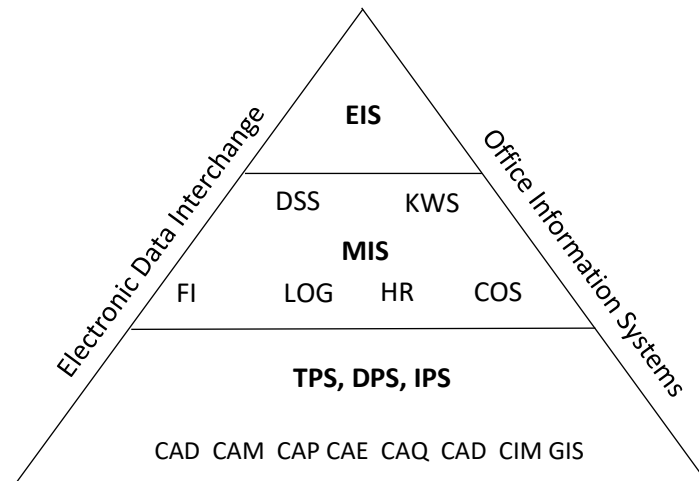 EIS
Electronic Data Interchange
Office Information Systems
DSS KWS
MIS
FI LOG HR COS
TPS, DPS, IPS
CAD CAM CAP CAE CAQ CAD CIM GIS